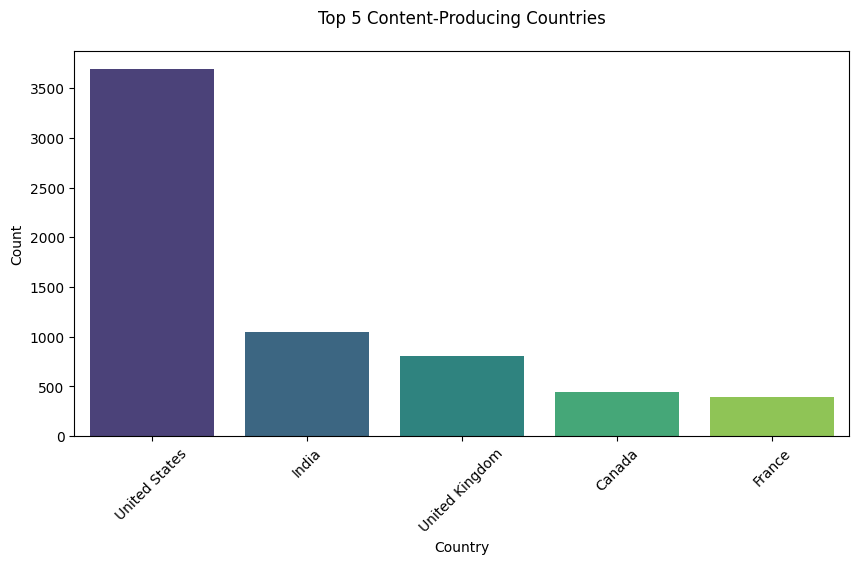 Top 5 Content-Producing Countries
3500
3000
2500
2000
1500
1000
500
0
Count
United States
India
United Kingdom
Canada
France
Country